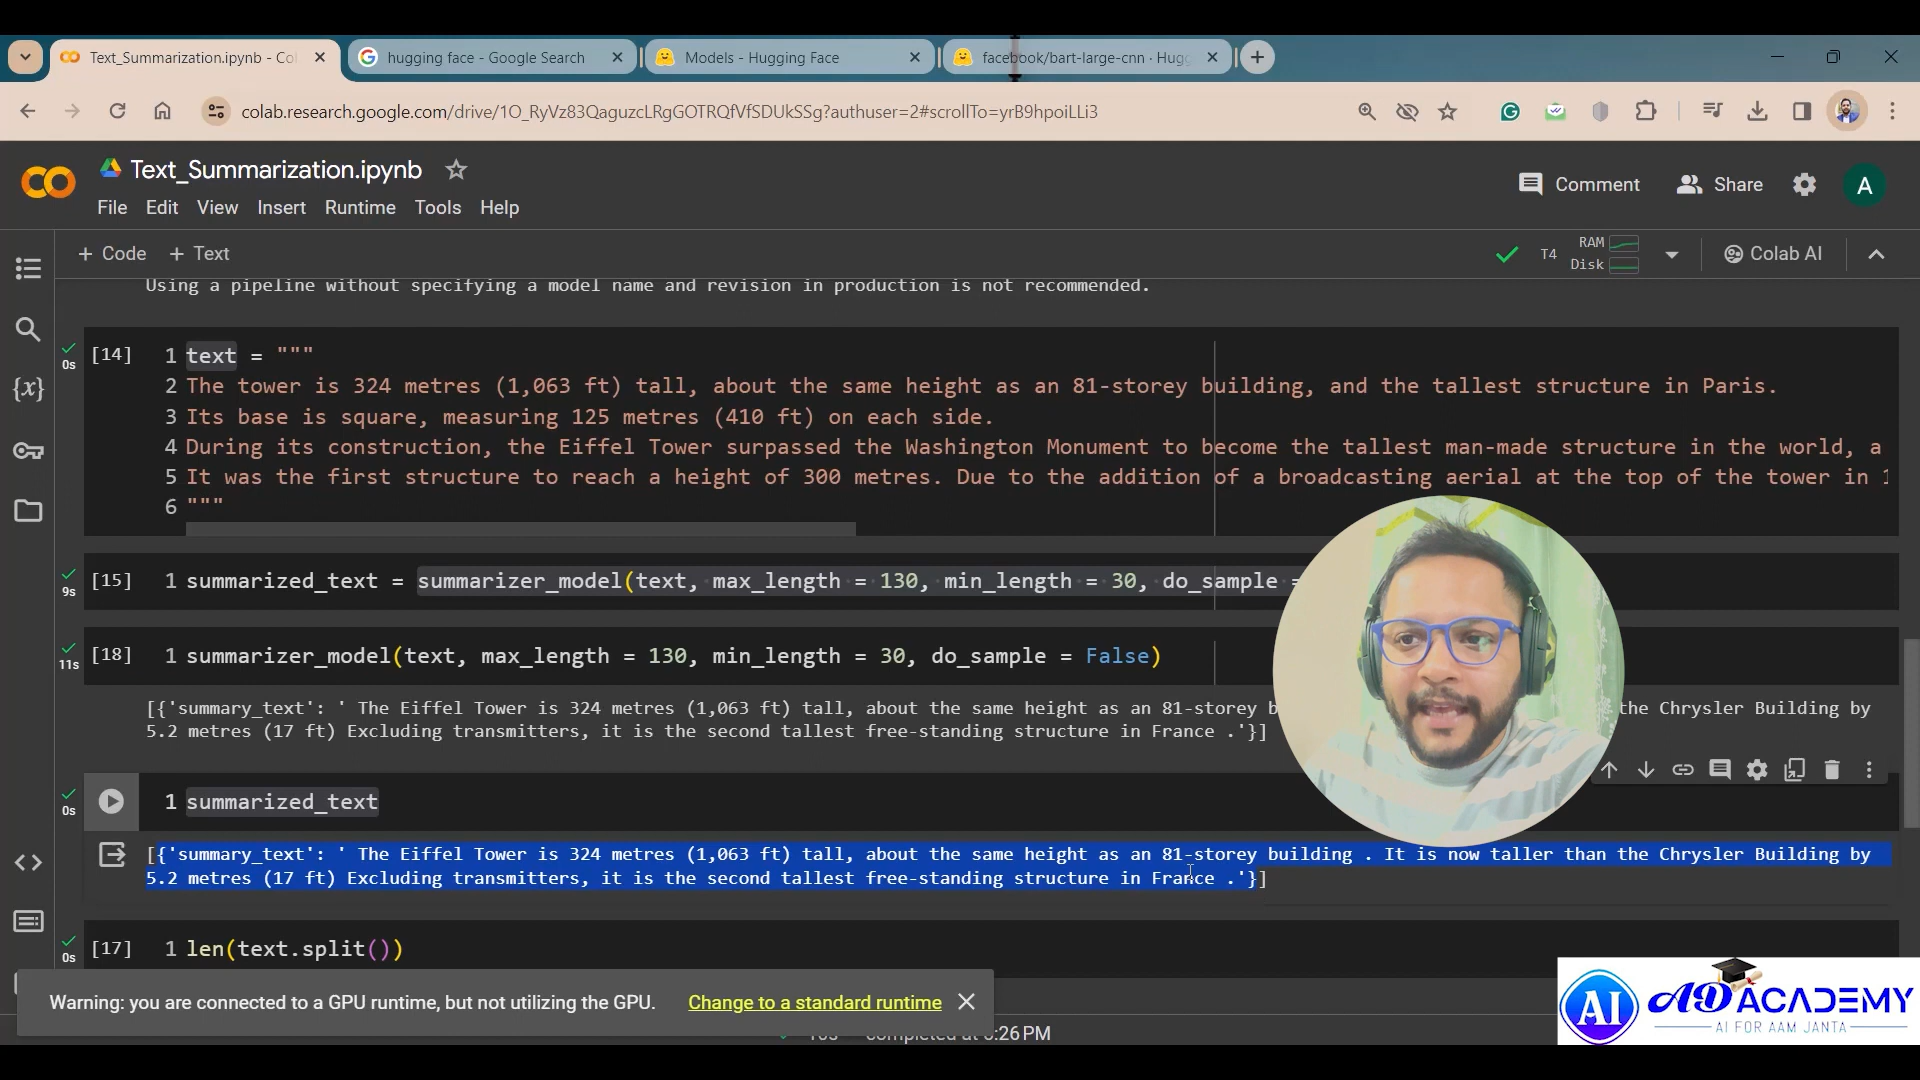 Text_Summarization.ipynb - Co
hugging face - Google Search
Models - Hugging Face
facebook/bart-large-cnn · Hugg
colab.research.google.com/drive/1O_RyVz83QaguzcLRgGOTRQfVfSDUkSSg?authuser=2#scrollTo=yrB9hpoiLLi3
Text_Summarization.ipynb
Comment
Share
A
File Edit View Insert Runtime Tools Help
+ Code + Text
T4
RAM
Disk
Colab AI
Using a pipeline without specifying a model name and revision in production is not recommended.
0s
[14]
1 text = """
2 The tower is 324 metres (1,063 ft) tall, about the same height as an 81-storey building, and the tallest structure in Paris.
3 Its base is square, measuring 125 metres (410 ft) on each side.
4 During its construction, the Eiffel Tower surpassed the Washington Monument to become the tallest man-made structure in the world, a
5 It was the first structure to reach a height of 300 metres. Due to the addition of a broadcasting aerial at the top of the tower in 1
6 """
9s
[15]
1 summarized_text = summarizer_model(text, max_length = 130, min_length = 30, do_sample =
11s
[18]
1 summarizer_model(text, max_length = 130, min_length = 30, do_sample = False)
[{'summary_text': ' The Eiffel Tower is 324 metres (1,063 ft) tall, about the same height as an 81-storey b the Chrysler Building by
5.2 metres (17 ft) Excluding transmitters, it is the second tallest free-standing structure in France .'}]
0s
1 summarized_text
[{'summary_text': ' The Eiffel Tower is 324 metres (1,063 ft) tall, about the same height as an 81-storey building . It is now taller than the Chrysler Building by
5.2 metres (17 ft) Excluding transmitters, it is the second tallest free-standing structure in France .'}]
0s
[17]
1 len(text.split())
Warning: you are connected to a GPU runtime, but not utilizing the GPU. Change to a standard runtime
completed at :26 PM
AI
AD ACADEMY
AI FOR AAM JANTA